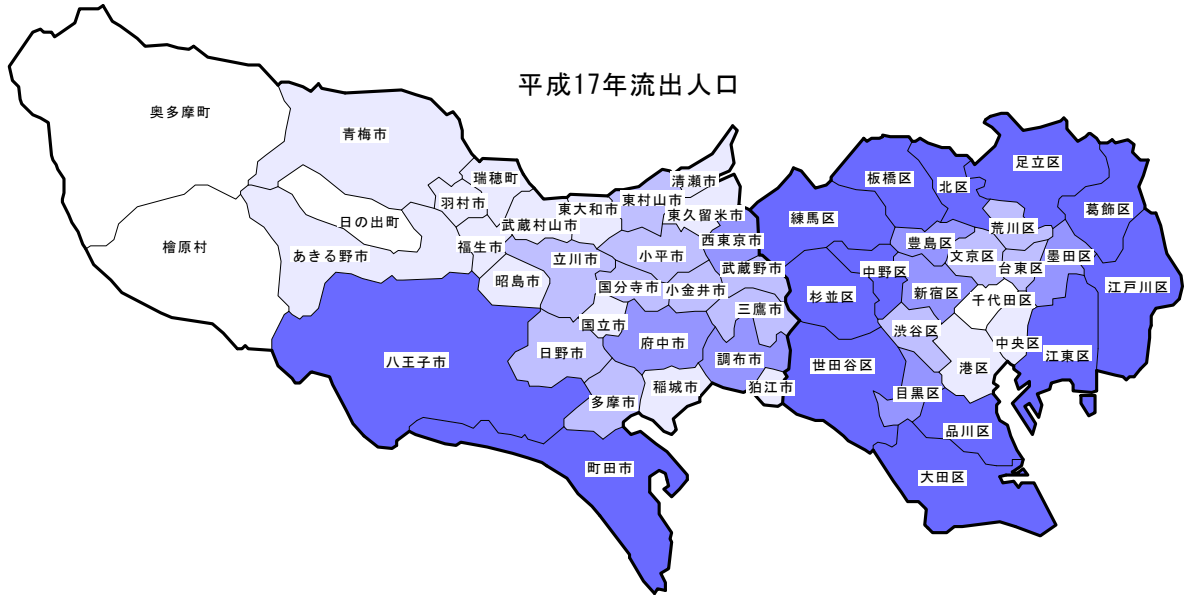 平成17年流出人口
奥多摩町
青梅市
瑞穂町
羽村市
日の出町
檜原村
あきる野市
福生市
武蔵村山市
東大和市
東村山市
清瀬市
東久留米市
西東京市
小平市
立川市
昭島市
国分寺市
小金井市
武蔵野市
三鷹市
国立市
府中市
調布市
狛江市
稲城市
多摩市
日野市
八王子市
町田市
練馬区
板橋区
北区
足立区
葛飾区
荒川区
豊島区
文京区
台東区
墨田区
江戸川区
中野区
杉並区
新宿区
千代田区
渋谷区
中央区
港区
江東区
世田谷区
目黒区
品川区
大田区